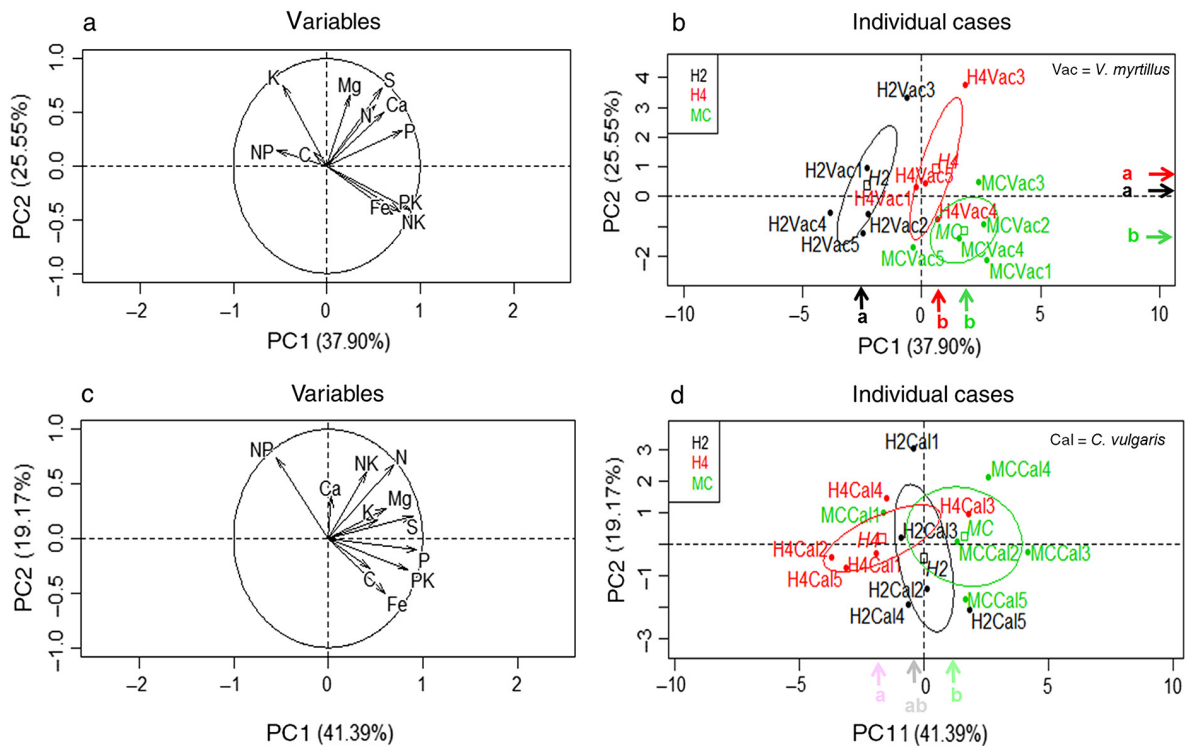 a
Variables
PC2 (25.55%)
1.0
0.5
0.0
−0.5
−1.0
K
Mg
S
N
Ca
P
NP
C
Fe
PK
NK
−2
−1
0
1
2
PC1 (37.90%)
b
Individual cases
PC2 (25.55%)
4
3
2
1
0
−2
H2
H4
MC
Vac = V. myrtillus
H2Vac3
H4Vac3
H2Vac1
H2
H4
H4Vac5
MCVac3
H4Vac1
H2Vac4
H2Vac2
H4Vac4
H2Vac5
MC
MCVac2
MCVac5
MCVac4
MCVac1
a
a
b
−10
−5
0
5
10
a
b
b
PC1 (37.90%)
c
Variables
PC2 (19.17%)
1.0
0.5
0.0
−0.5
−1.0
NP
NK
N
Ca
K
Mg
S
P
C
PK
Fe
−2
−1
0
1
2
PC1 (41.39%)
d
Individual cases
PC2 (19.17%)
3
2
1
0
−1
−3
H2
H4
MC
Cal = C. vulgaris
H2Cal1
MCCal4
H4Cal4
H4Cal3
MCCal1
H2Cal3
MC
H4
H4Cal2
MCCal2
MCCal3
H4Cal1
H4Cal5
H2
H2Cal2
H2Cal4
MCCal5
H2Cal5
−10
−5
0
5
10
a
ab
b
PC11 (41.39%)